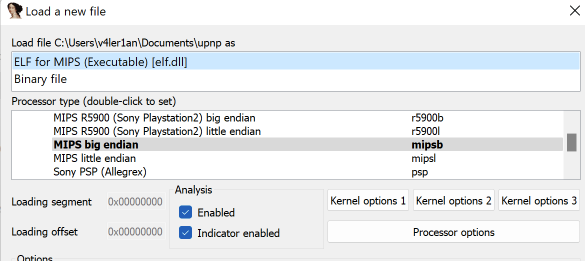 Load a new file
Load file C:\Users\v4ler1an\Documents\upnp as
ELF for MIPS (Executable) [elf.dll]
Binary file
Processor type (double-click to set)
MIPS R5900 (Sony Playstation2) big endian r5900b
MIPS R5900 (Sony Playstation2) little endian r5900l
MIPS big endian mipsb
MIPS little endian mipsl
Sony PSP (Allegrex) psp
Analysis
Loading segment 0x00000000 Enabled Kernel options 1 Kernel options 2 Kernel options 3
Loading offset 0x00000000 Indicator enabled Processor options
Options